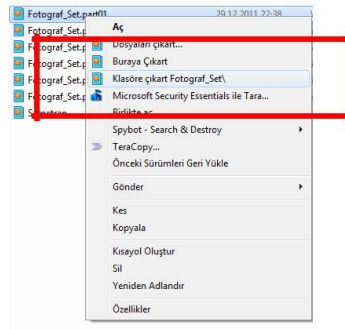 Fotograf_Set.part01 29.12.2011 22:38
Fotograf_Set.p
Fotograf_Set.p
Fotograf_Set.p
Fotograf_Set.p
Aç
Dosyaları çıkart...
Buraya Çıkart
Klasöre çıkart Fotograf_Set\
Microsoft Security Essentials ile Tara...
Birlikte aç
Spybot - Search & Destroy
TeraCopy...
Önceki Sürümleri Geri Yükle
Gönder
Kes
Kopyala
Kısayol Oluştur
Sil
Yeniden Adlandır
Özellikler